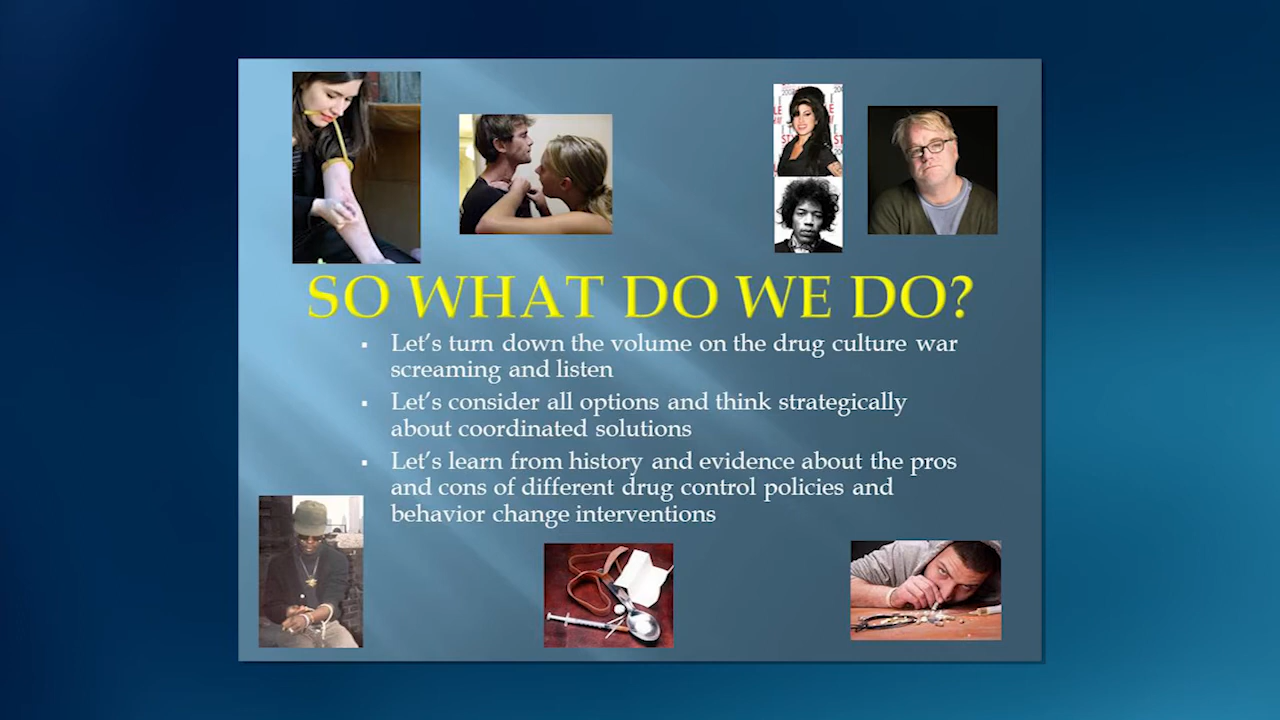 SO WHAT DO WE DO?
Let’s turn down the volume on the drug culture war
screaming and listen
Let’s consider all options and think strategically
about coordinated solutions
Let’s learn from history and evidence about the pros
and cons of different drug control policies and
behavior change interventions